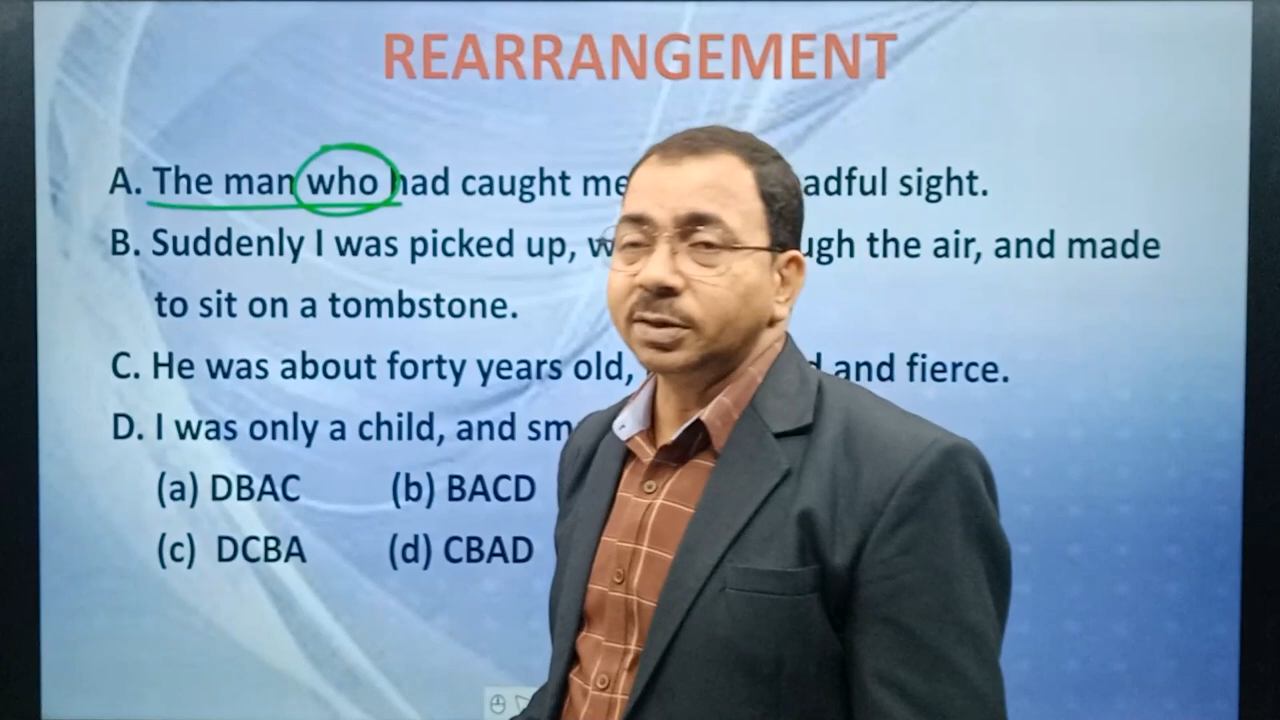 REARRANGEMENT
A. The man who had caught me adful sight.
B. Suddenly I was picked up, ugh the air, and made
to sit on a tombstone.
C. He was about forty years old, and fierce.
D. I was only a child, and sm
(a) DBAC (b) BACD
(c) DCBA (d) CBAD